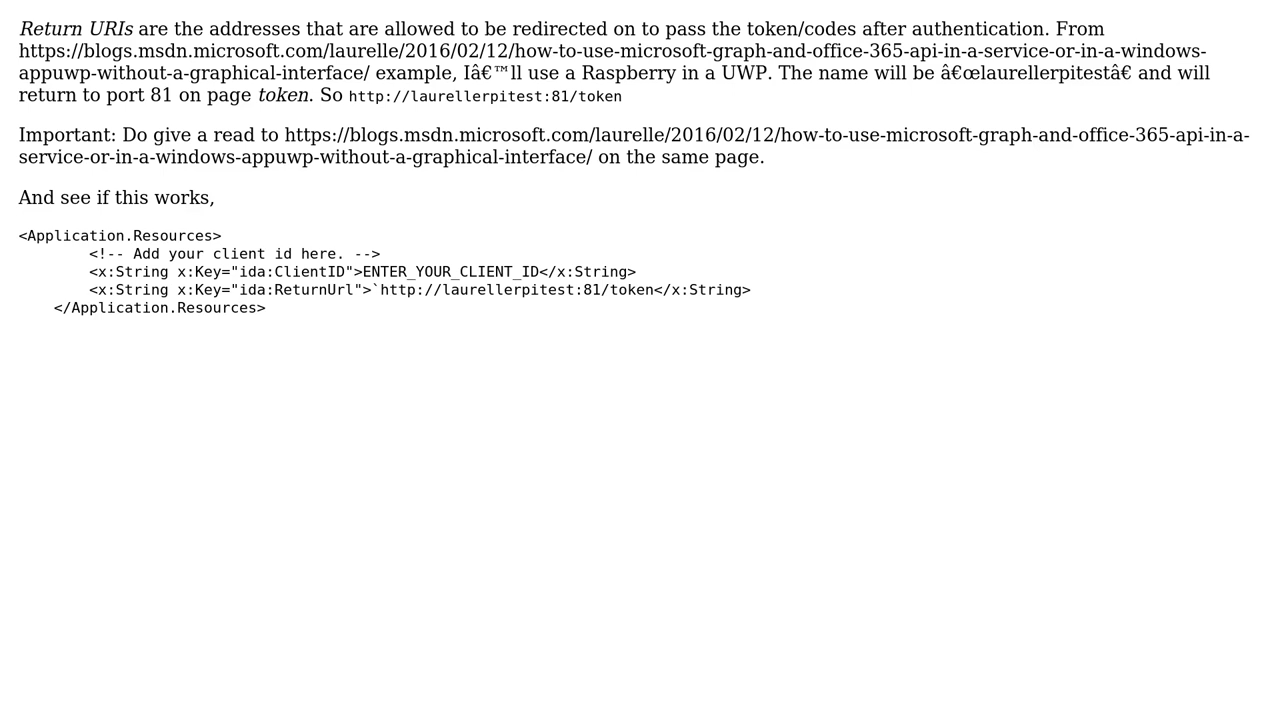 Return URIs are the addresses that are allowed to be redirected on to pass the token/codes after authentication. From
https://blogs.msdn.microsoft.com/laurelle/2016/02/12/how-to-use-microsoft-graph-and-office-365-api-in-a-service-or-in-a-windows-
appuwp-without-a-graphical-interface/ example, Iâ€™ll use a Raspberry in a UWP. The name will be â€œlaurellerpitestâ€ and will
return to port 81 on page token. So http://laurellerpitest:81/token
Important: Do give a read to https://blogs.msdn.microsoft.com/laurelle/2016/02/12/how-to-use-microsoft-graph-and-office-365-api-in-a-
service-or-in-a-windows-appuwp-without-a-graphical-interface/ on the same page.
And see if this works,
<Application.Resources>
        <!-- Add your client id here. -->
        <x:String x:Key="ida:ClientID">ENTER_YOUR_CLIENT_ID</x:String>
        <x:String x:Key="ida:ReturnUrl">`http://laurellerpitest:81/token</x:String>
    </Application.Resources>